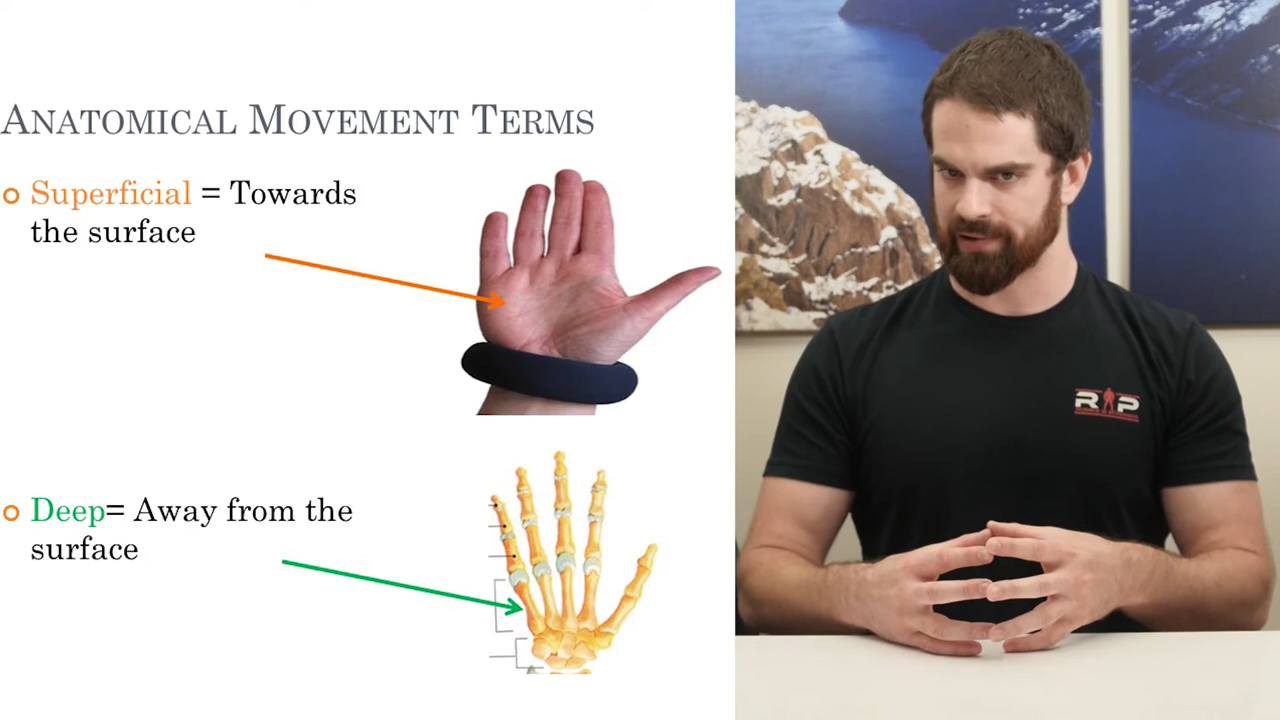 ANATOMICAL MOVEMENT TERMS
Superficial = Towards
the surface
Deep= Away from the
surface
RP